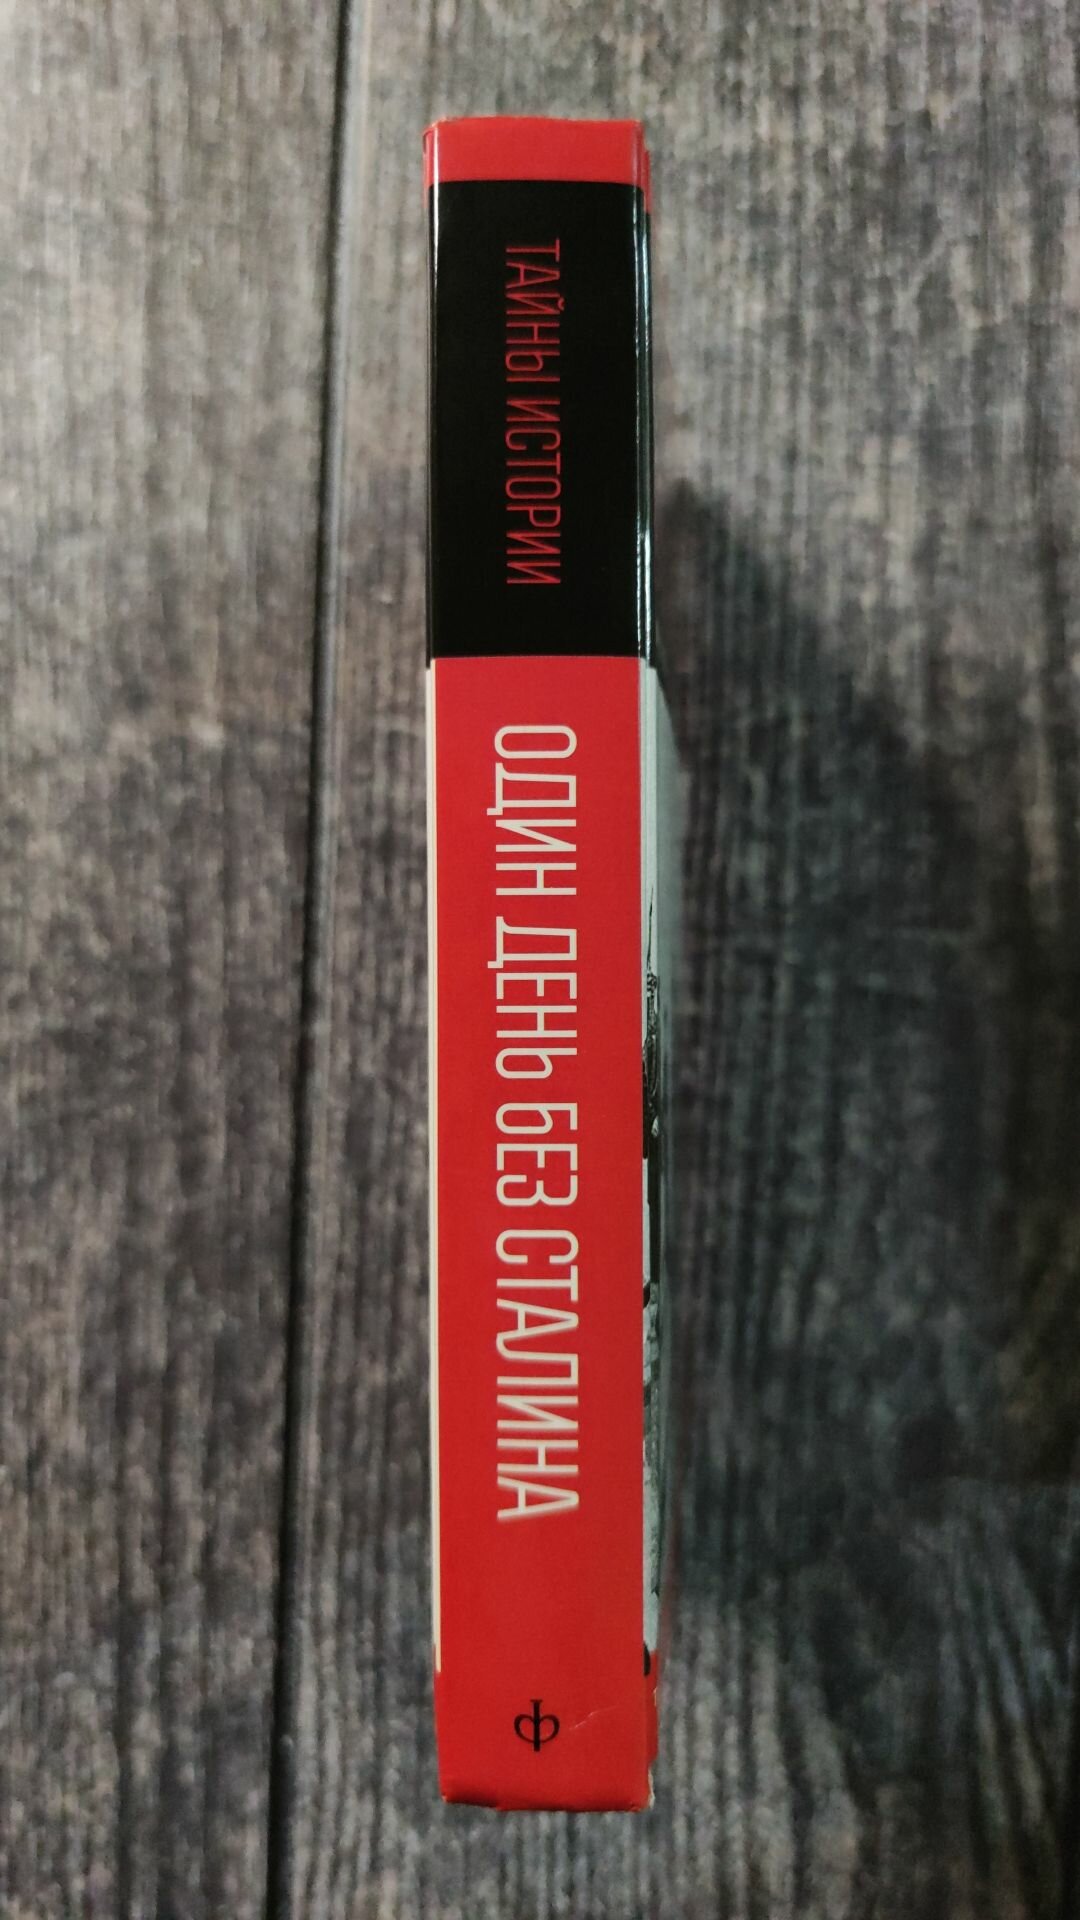 ТАЙНЫ ИСТОРИИ
ОДИН ДЕНЬ БЕЗ СТАЛИНА
Ф